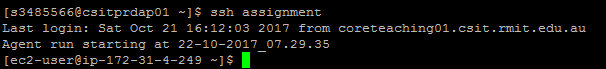 [s3485566@csitprdap01 ~]$ ssh assignment
Last login: Sat Oct 21 16:12:03 2017 from coreteaching01.csit.rmit.edu.au
Agent run starting at 22-10-2017_07.29.35
[ec2-user@ip-172-31-4-249 ~]$